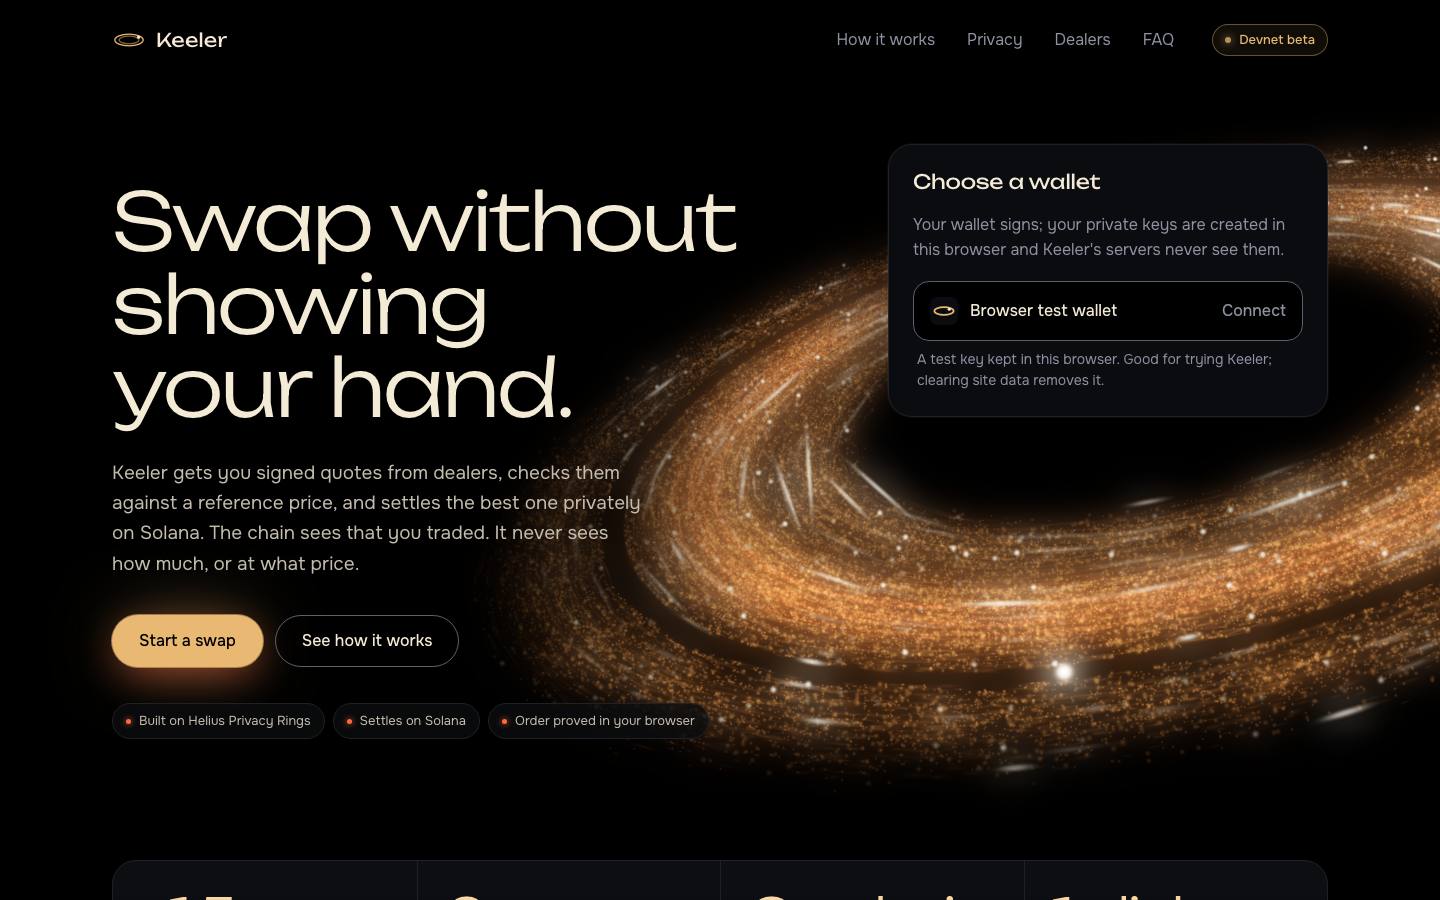 Keeler
How it works
Privacy
Dealers
FAQ
Devnet beta
Swap without
showing
your hand.
Keeler gets you signed quotes from dealers, checks them
against a reference price, and settles the best one privately
on Solana. The chain sees that you traded. It never sees
how much, or at what price.
Start a swap
See how it works
Built on Helius Privacy Rings
Settles on Solana
Order proved in your browser
Choose a wallet
Your wallet signs; your private keys are created in
this browser and Keeler's servers never see them.
Browser test wallet
Connect
A test key kept in this browser. Good for trying Keeler;
clearing site data removes it.